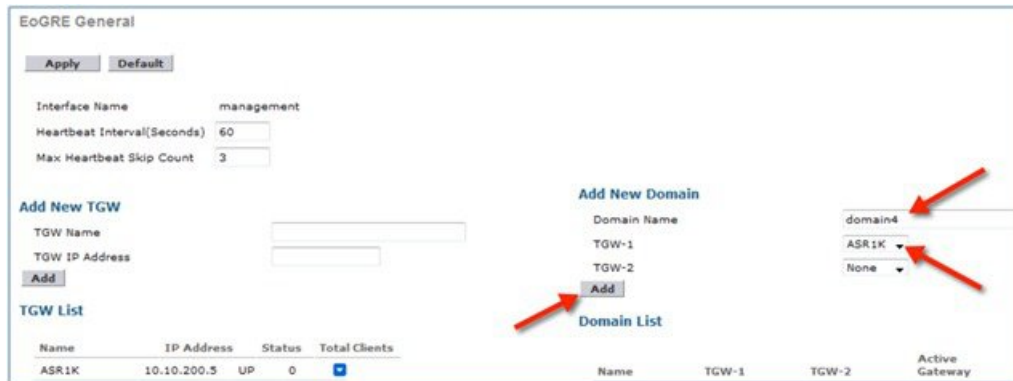 EoGRE General
Apply Default
Interface Name management
Heartbeat Interval(Seconds) 60
Max Heartbeat Skip Count 3
Add New TGW
TGW Name
TGW IP Address
Add
TGW List
Name IP Address Status Total Clients
ASR1K 10.10.200.5 UP 0
Add New Domain
Domain Name domain4
TGW-1 ASR1K
TGW-2 None
Add
Domain List
Name TGW-1 TGW-2 Active Gateway